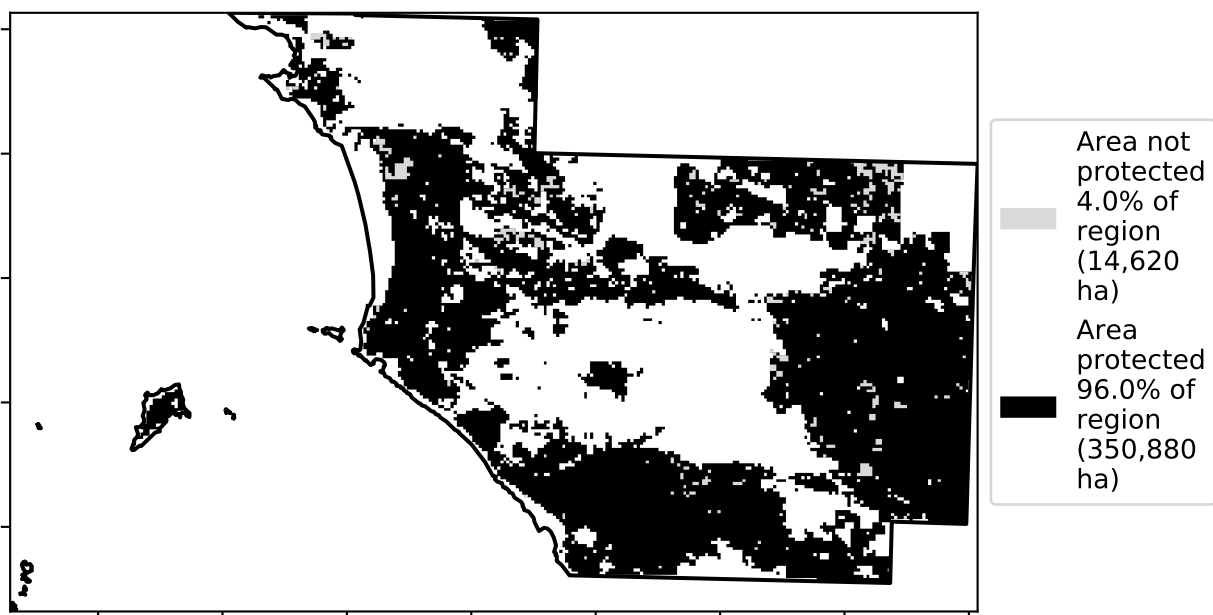 Area not
protected
4.0% of
region
(14,620
ha)
Area
protected
96.0% of
region
(350,880
ha)